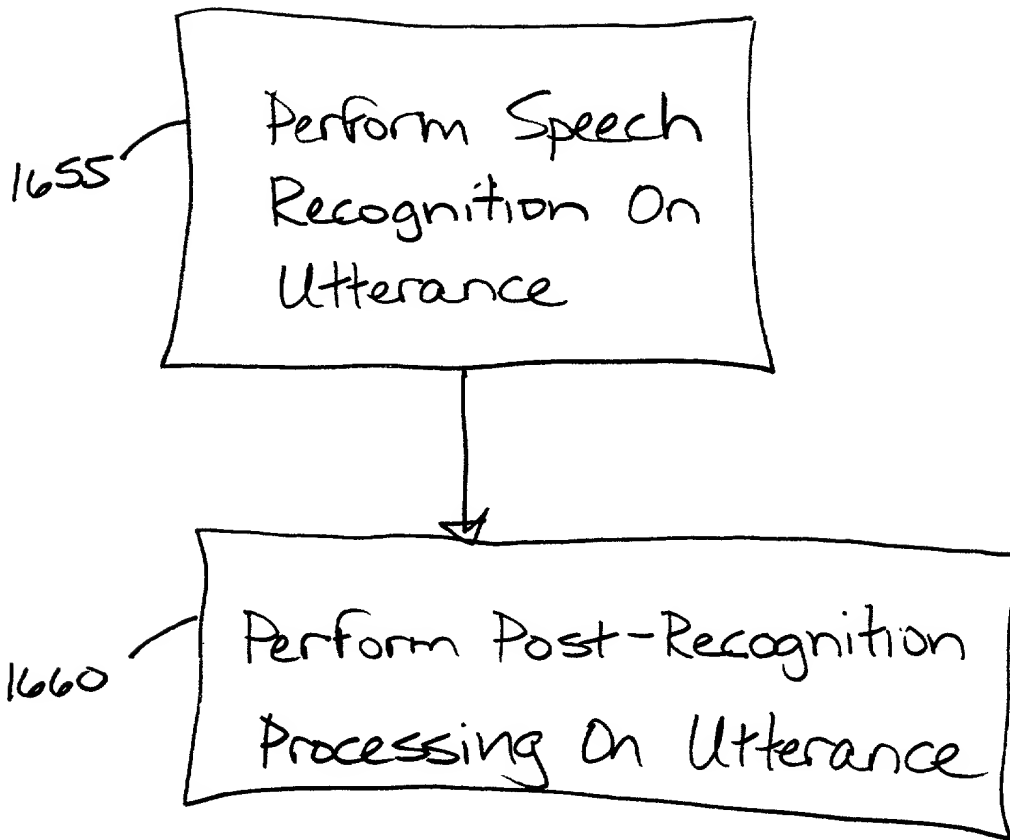 Perform Speech
1655
Recognition On
Utterance
1660
Perform Post-Recognition
Processing On Utterance